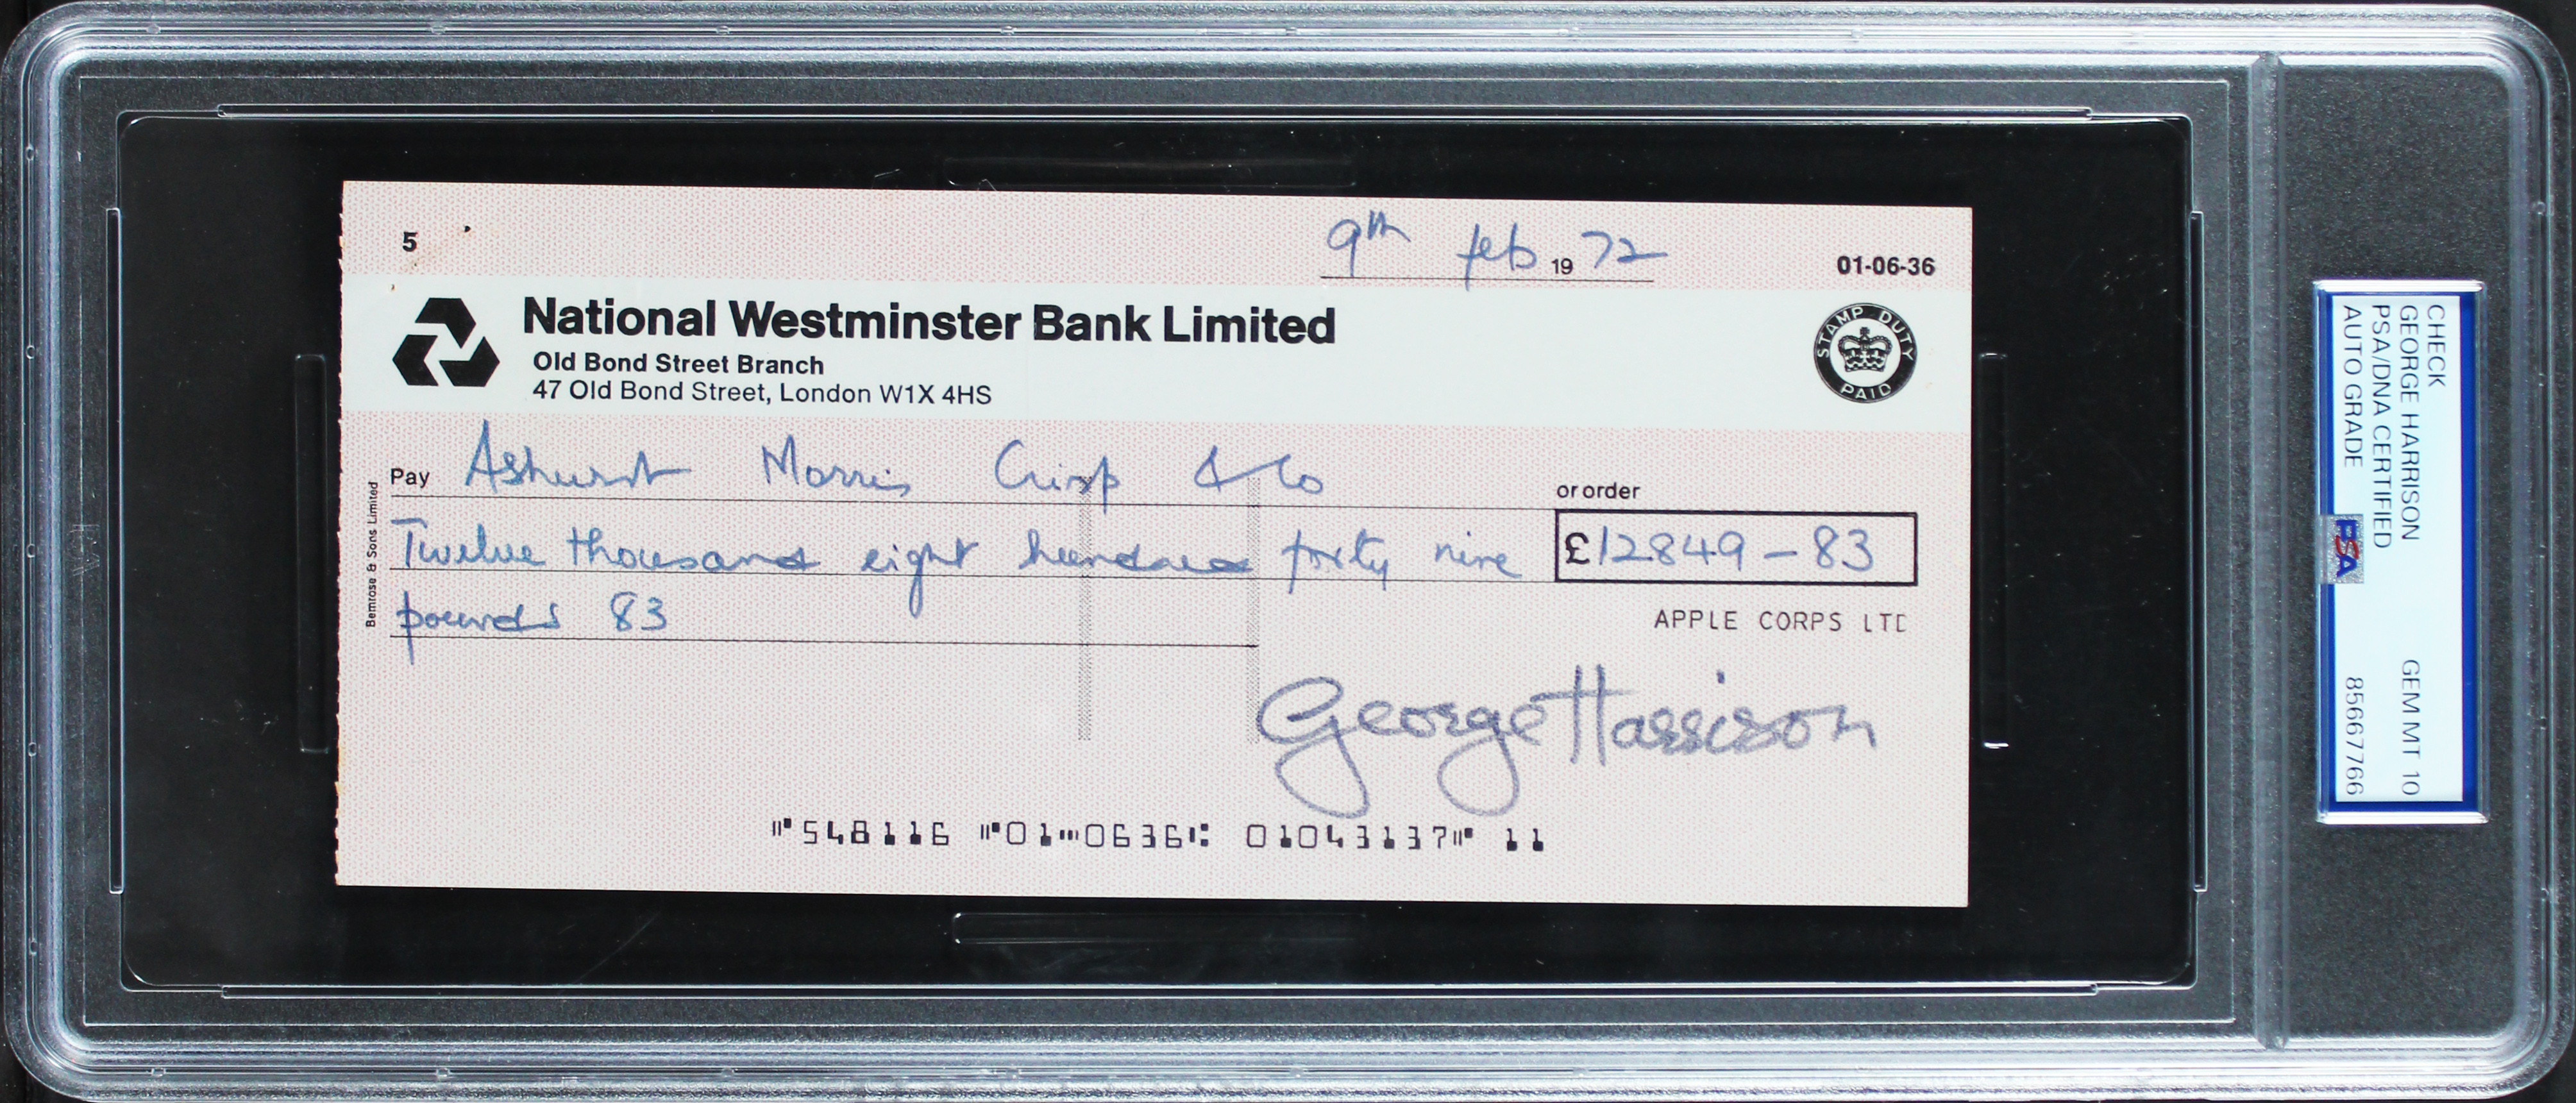 5
9th feb 1972
01-06-36
National Westminster Bank Limited
Old Bond Street Branch
47 Old Bond Street, London W1X 4HS
STAMP DUTY PAID
Pay Ashurst Morris Crisp & Co or order
Twelve thousand eight hundred forty nine £12849-83
pounds 83
APPLE CORPS LTD
Bemrose & Sons Limited
George Harrison
⑈548116 ⑈01⑉0636⑆ 01043137⑈ 11
CHECK
GEORGE HARRISON GEM MT 10
PSA/DNA CERTIFIED
AUTO GRADE 85667766
PSA